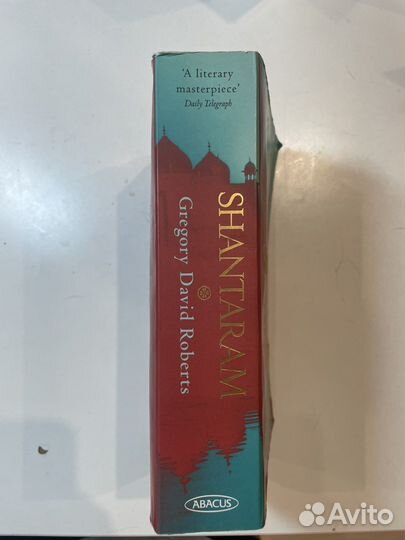 ‘A literary
masterpiece’
Daily Telegraph
SHANTARAM
Gregory David Roberts
ABACUS
Avito